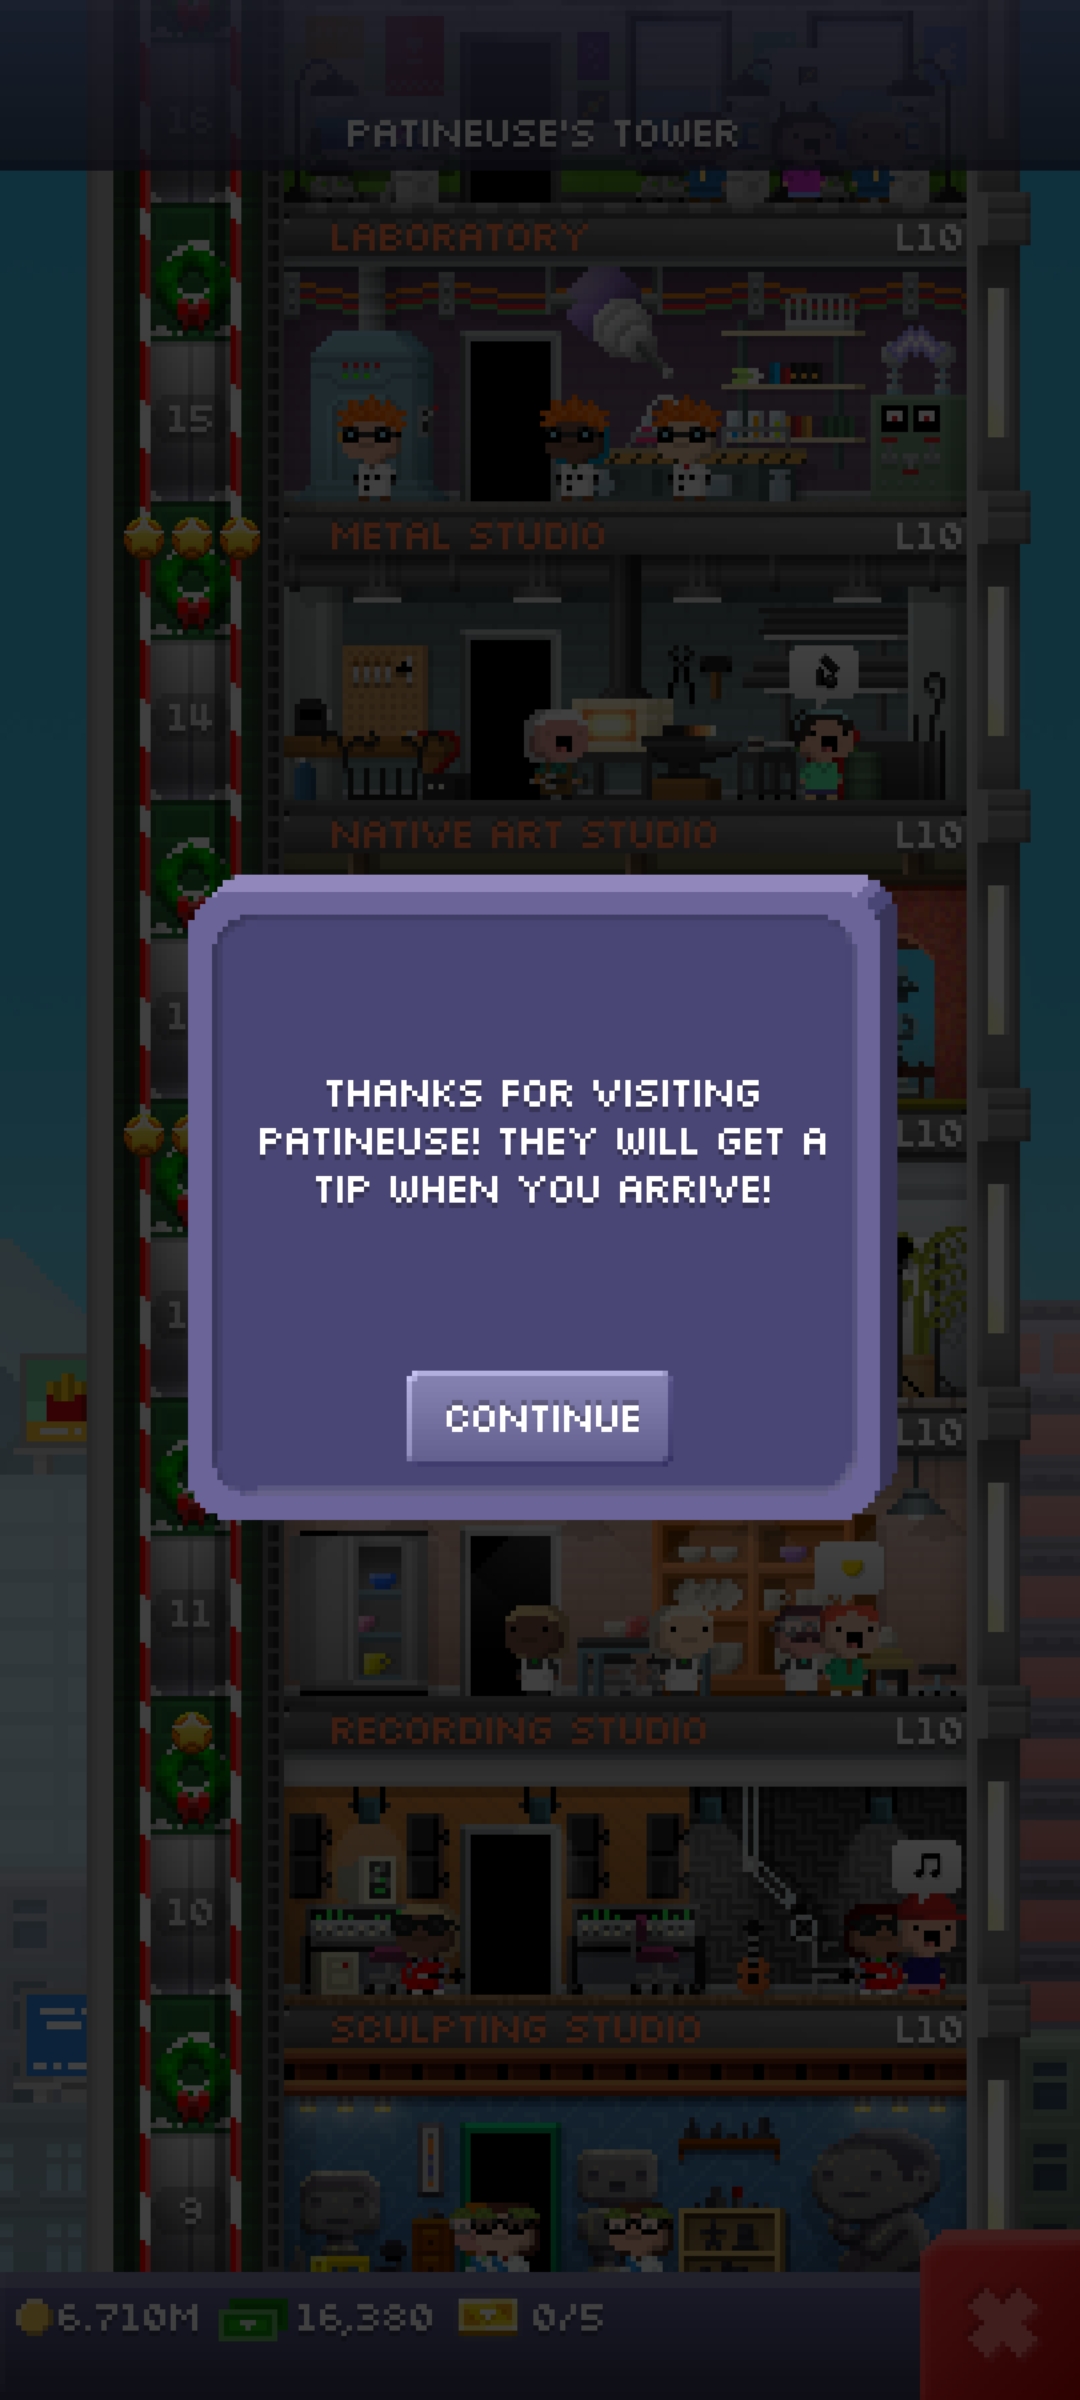 16
PATINEUSE'S TOWER
LABORATORY L10
15
METAL STUDIO L10
14
NATIVE ART STUDIO L10
1
L10
THANKS FOR VISITING
PATINEUSE! THEY WILL GET A
TIP WHEN YOU ARRIVE!
1
CONTINUE
L10
11
RECORDING STUDIO L10
10
SCULPTING STUDIO L10
9
6.710M 16,380 0/5